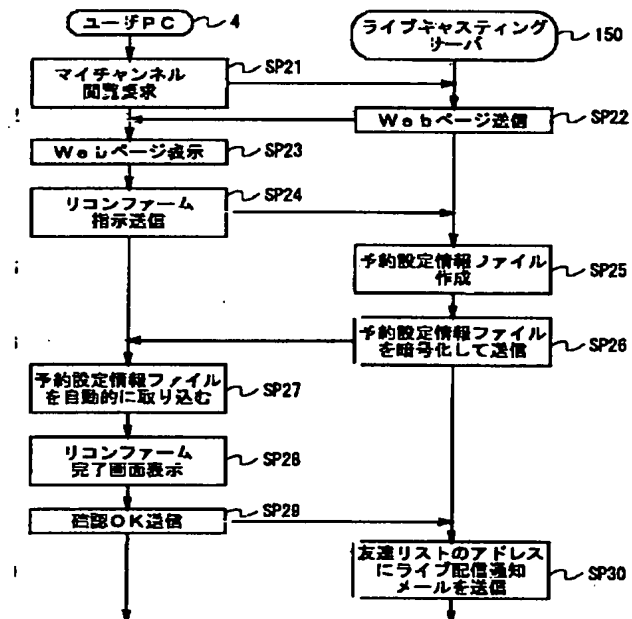 ユーザPC
4
ライブキャスティング
サーバ
150
マイチャンネル
閲覧要求
SP21
Webページ送信
SP22
Webページ表示
SP23
リコンファーム
指示送信
SP24
予約設定情報ファイル
作成
SP25
予約設定情報ファイル
を暗号化して送信
SP26
予約設定情報ファイル
を自動的に取り込む
SP27
リコンファーム
完了画面表示
SP28
確認OK送信
SP29
友達リストのアドレス
にライブ配信通知
メールを送信
SP30